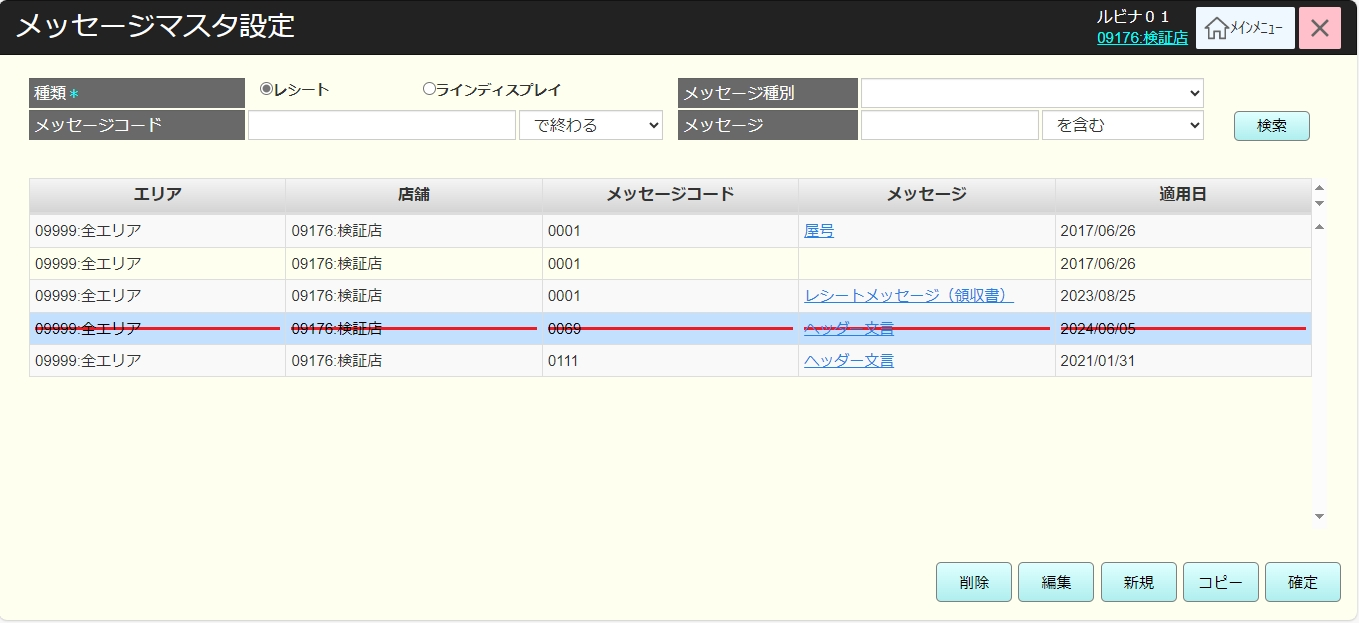 メッセージマスタ設定
ルビナ０１
09176:検証店
メインメニュー
種類*
レシート
ラインディスプレイ
メッセージ種別
メッセージコード
で終わる
メッセージ
を含む
検索
エリア 店舗 メッセージコード メッセージ 適用日
09999:全エリア 09176:検証店 0001 屋号 2017/06/26
09999:全エリア 09176:検証店 0001 2017/06/26
09999:全エリア 09176:検証店 0001 レシートメッセージ（領収書） 2023/08/25
09999:全エリア 09176:検証店 0069 ヘッダー文言 2024/06/05
09999:全エリア 09176:検証店 0111 ヘッダー文言 2021/01/31
削除 編集 新規 コピー 確定